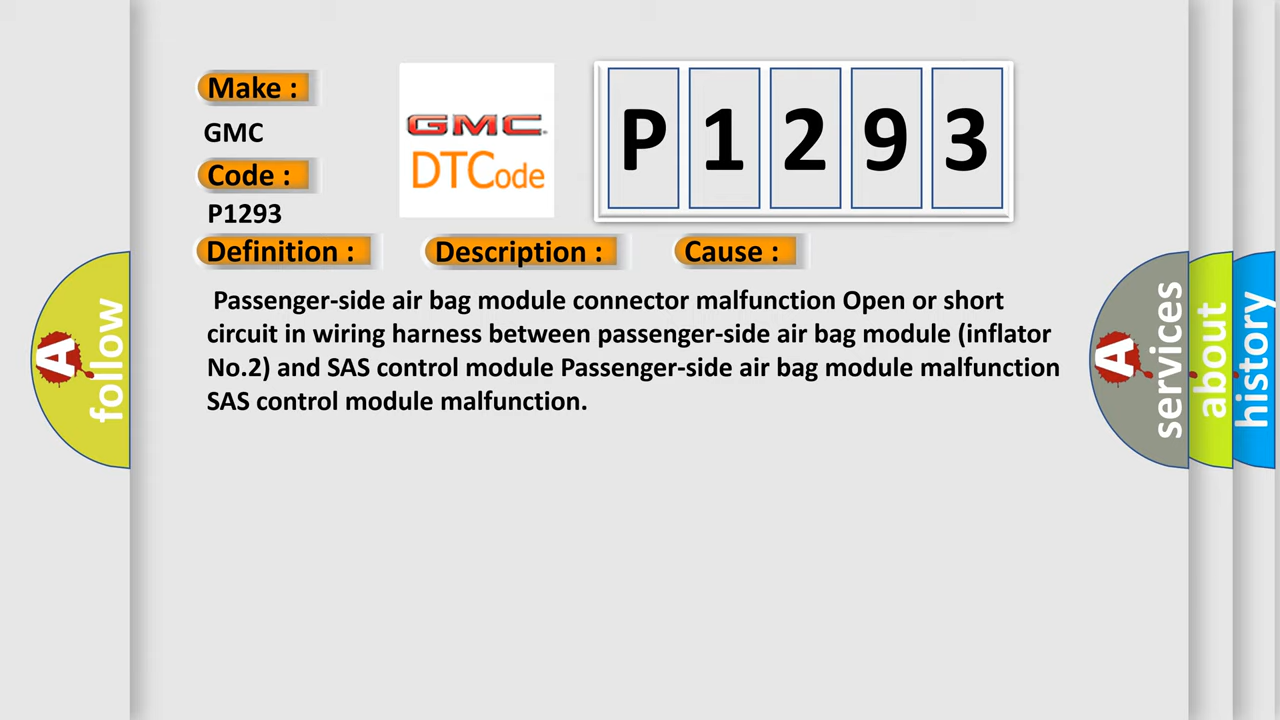 Make :
GMC
Code :
P1293
GMC
DTCode
P 1 2 9 3
Definition :
Description :
Cause :
Passenger-side air bag module connector malfunction Open or short
circuit in wiring harness between passenger-side air bag module (inflator
No.2) and SAS control module Passenger-side air bag module malfunction
SAS control module malfunction.
A
follow
A
services
about
history